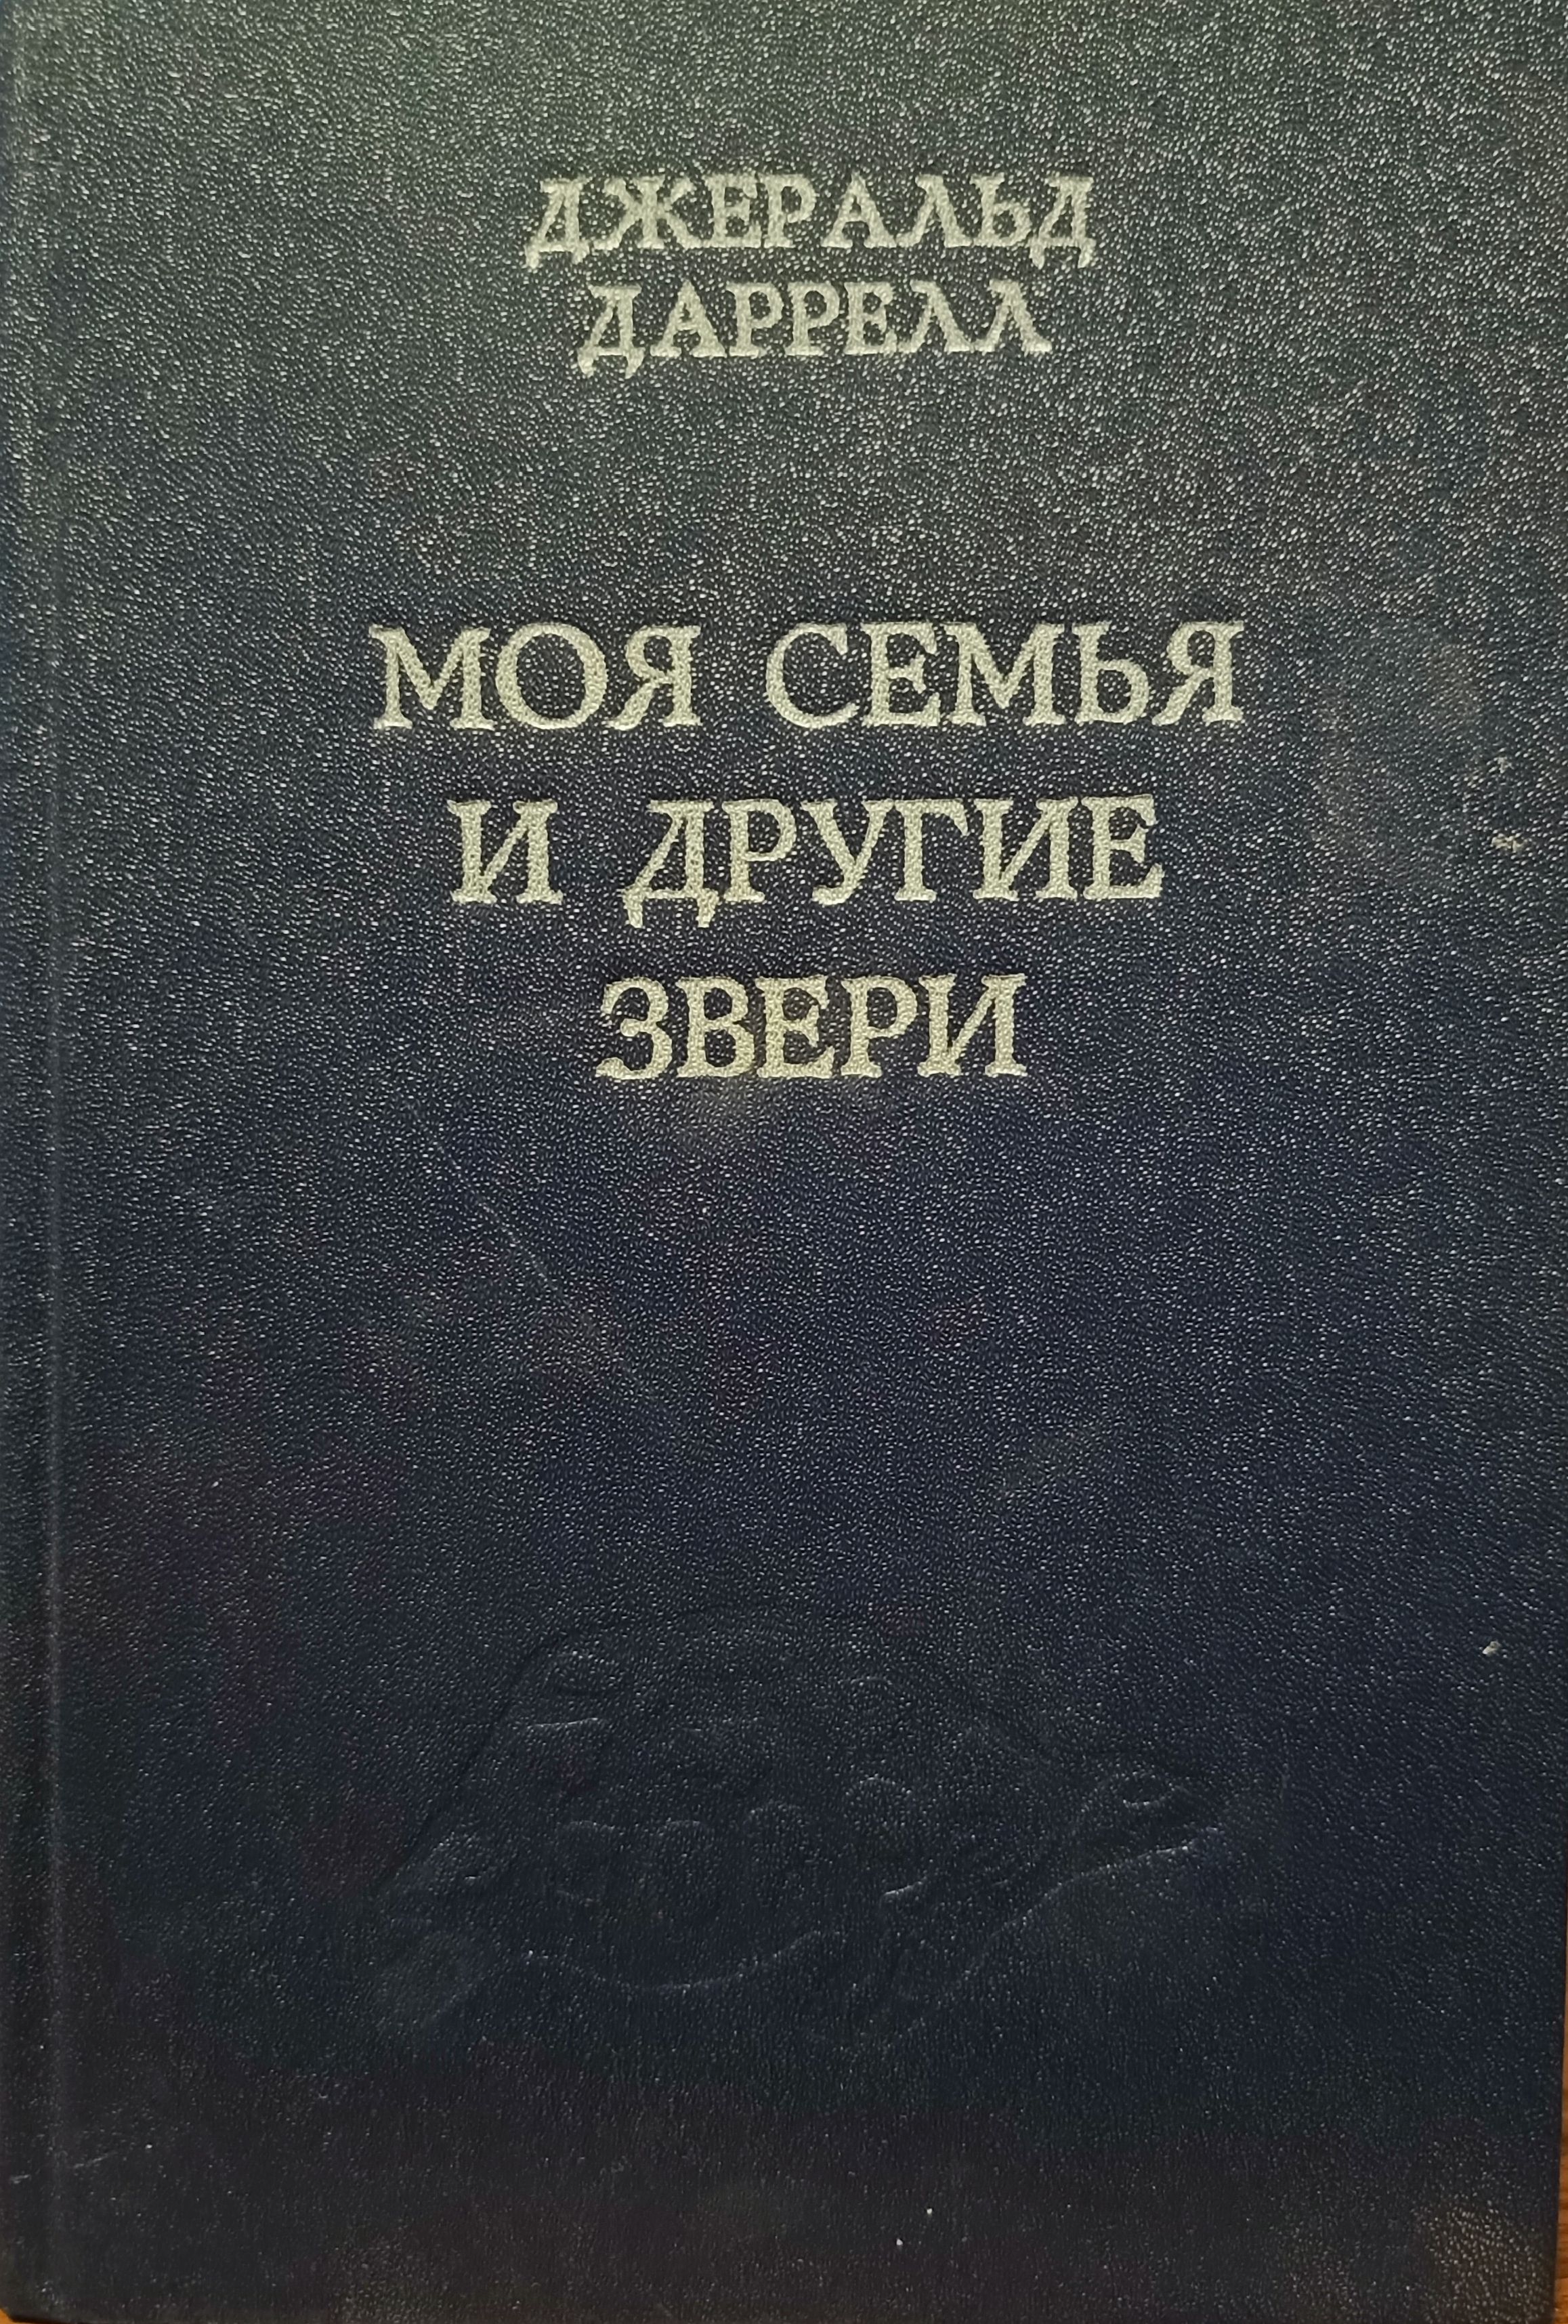 ДЖЕРАЛЬД
ДАРРЕЛЛ
МОЯ СЕМЬЯ
И ДРУГИЕ
ЗВЕРИ